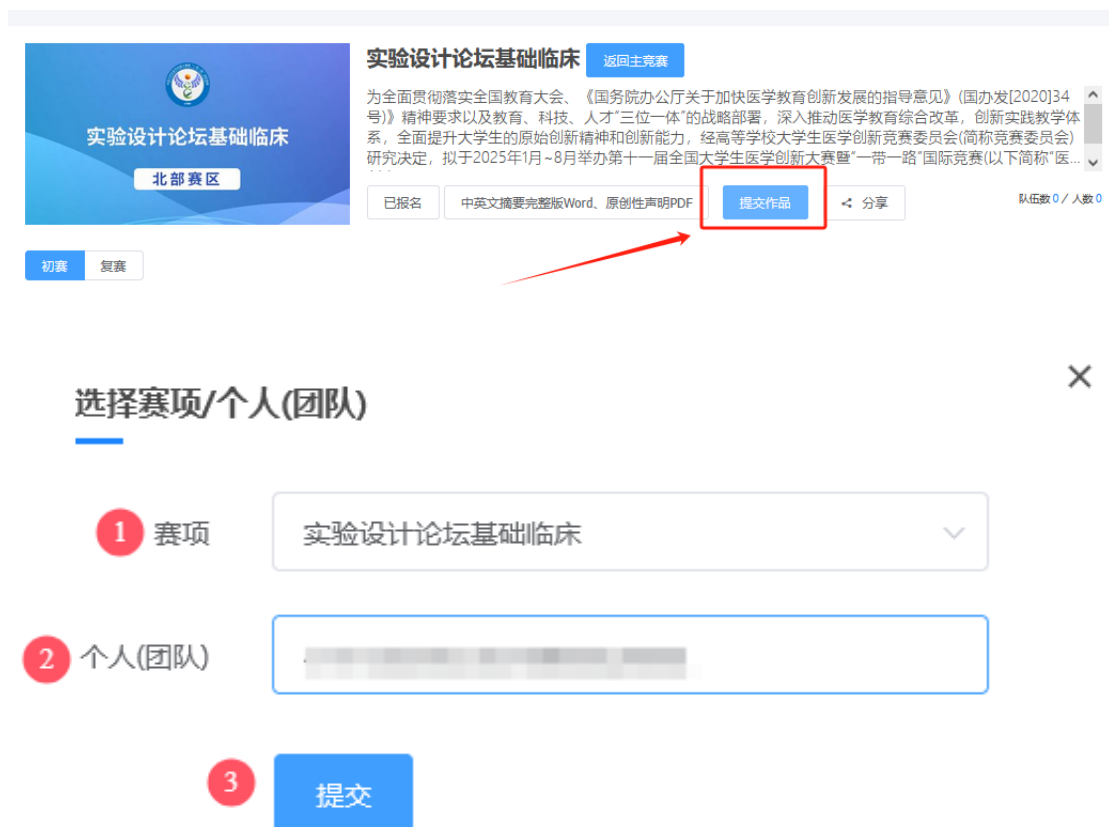 实验设计论坛基础临床
北部赛区
实验设计论坛基础临床 返回主竞赛
为全面贯彻落实全国教育大会、《国务院办公厅关于加快医学教育创新发展的指导意见》(国办发[2020]34
号)》精神要求以及教育、科技、人才"三位一体"的战略部署，深入推动医学教育综合改革，创新实践教学体
系，全面提升大学生的原始创新精神和创新能力，经高等学校大学生医学创新竞赛委员会(简称竞赛委员会)
研究决定，拟于2025年1月~8月举办第十一届全国大学生医学创新大赛暨"一带一路"国际竞赛(以下简称"医...
已报名 中英文摘要完整版Word、原创性声明PDF 提交作品 分享 队伍数 0 / 人数 0
初赛 复赛
选择赛项/个人(团队)
1 赛项 实验设计论坛基础临床
2 个人(团队)
3 提交